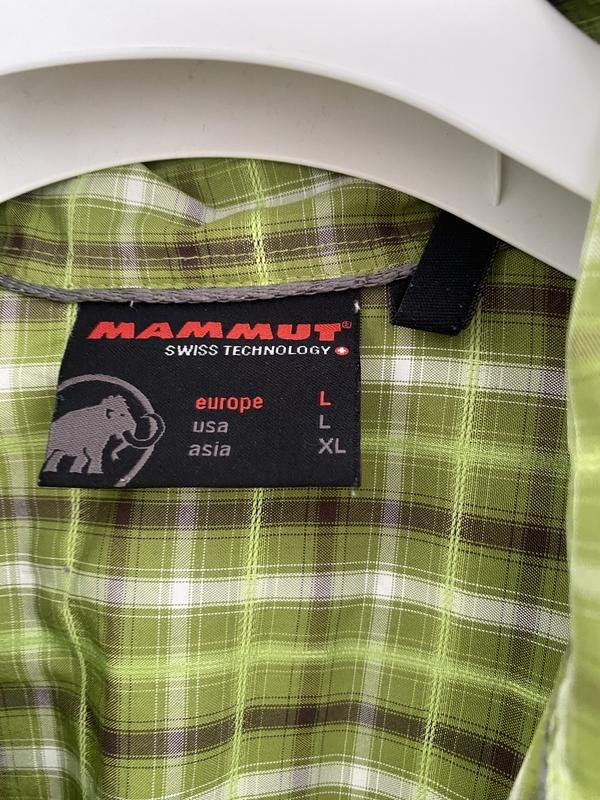 MAMMUT®
SWISS TECHNOLOGY
europe L
usa L
asia XL